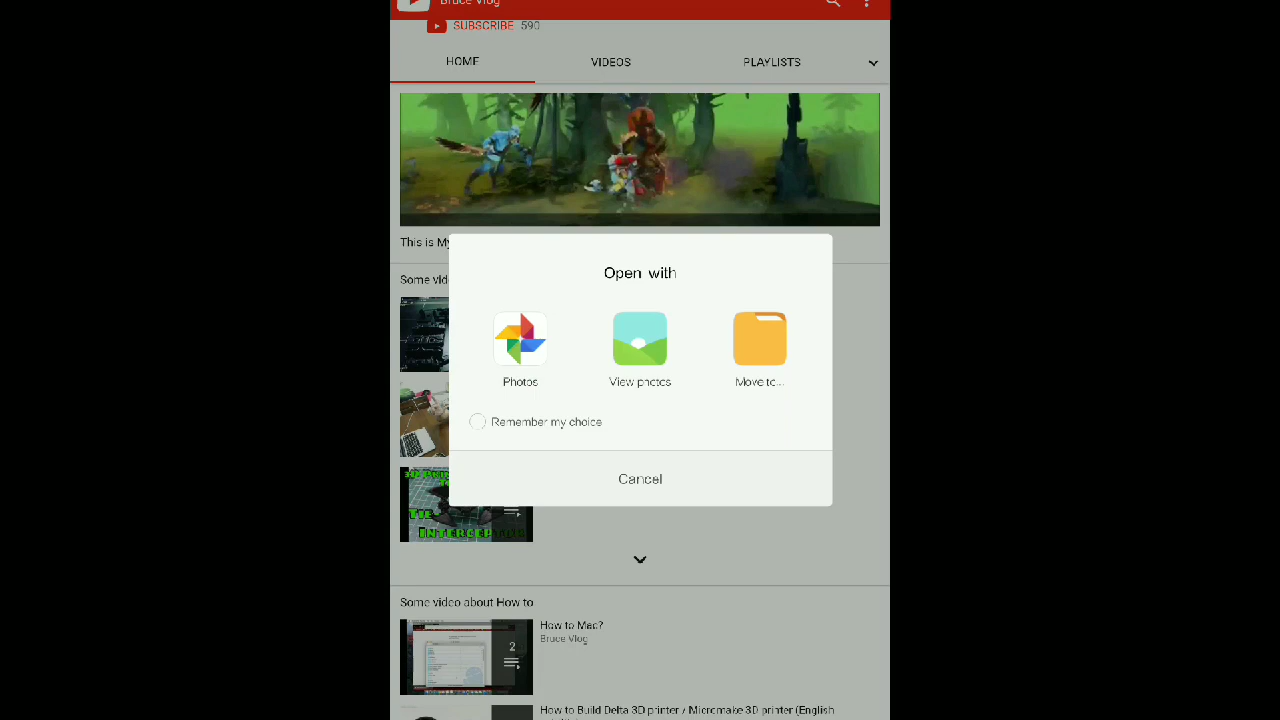 Bruce Vlog
SUBSCRIBE 590
HOME VIDEOS PLAYLISTS
This is My
Some vid
Open with
Photos View photos Move to...
Remember my choice
Cancel
INTERCEP
Some video about How to
2
How to Mac?
Bruce Vlog
How to Build Delta 3D printer / Micromake 3D printer (English